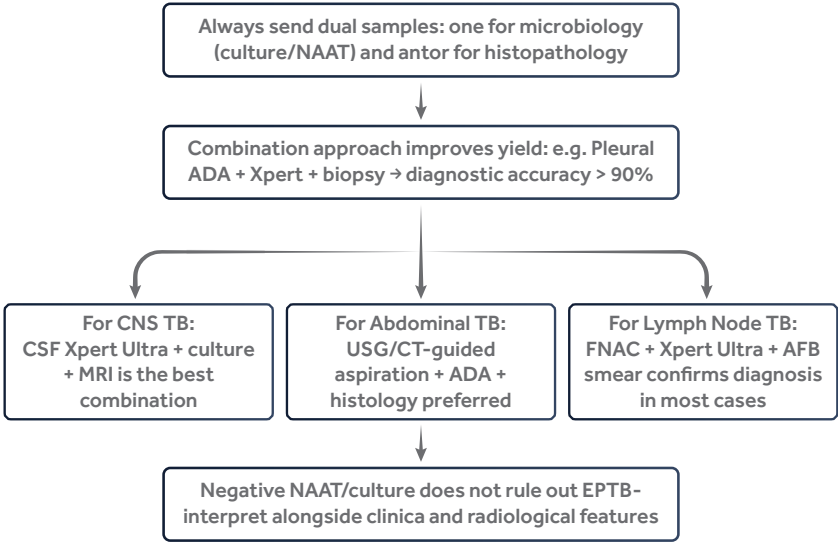 Always send dual samples: one for microbiology
(culture/NAAT) and antor for histopathology
Combination approach improves yield: e.g. Pleural
ADA + Xpert + biopsy → diagnostic accuracy > 90%
For CNS TB:
CSF Xpert Ultra + culture
+ MRI is the best
combination
For Abdominal TB:
USG/CT-guided
aspiration + ADA +
histology preferred
For Lymph Node TB:
FNAC + Xpert Ultra + AFB
smear confirms diagnosis
in most cases
Negative NAAT/culture does not rule out EPTB-
interpret alongside clinica and radiological features